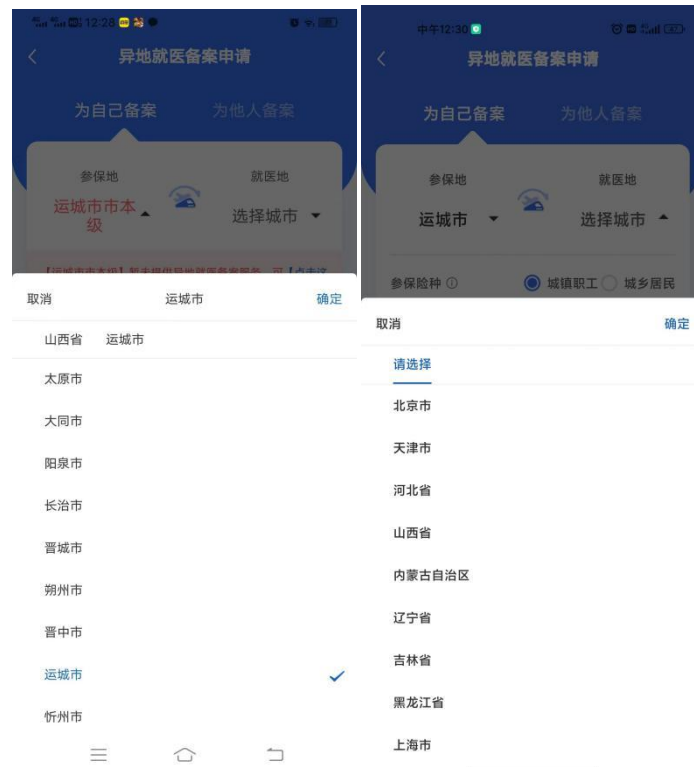 12:28
异地就医备案申请
为自己备案 为他人备案
参保地 就医地
运城市市本级
选择城市
【运城市市本级】暂未提供异地就医备案服务，可【点击这
取消 运城市 确定
山西省 运城市
太原市
大同市
阳泉市
长治市
晋城市
朔州市
晋中市
运城市
忻州市
中午12:30
异地就医备案申请
为自己备案 为他人备案
参保地 就医地
运城市 选择城市
参保险种 城镇职工 城乡居民
取消 确定
请选择
北京市
天津市
河北省
山西省
内蒙古自治区
辽宁省
吉林省
黑龙江省
上海市